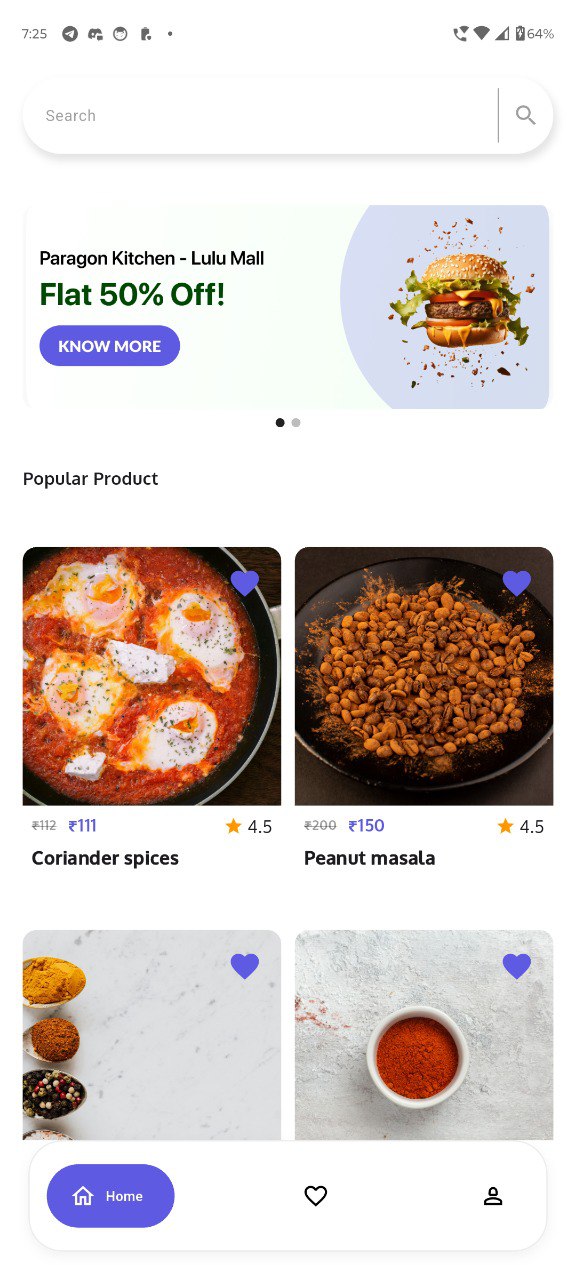 7:25
64%
Search
Paragon Kitchen - Lulu Mall
Flat 50% Off!
KNOW MORE
Popular Product
₹112 ₹111 4.5
Coriander spices
₹200 ₹150 4.5
Peanut masala
Home